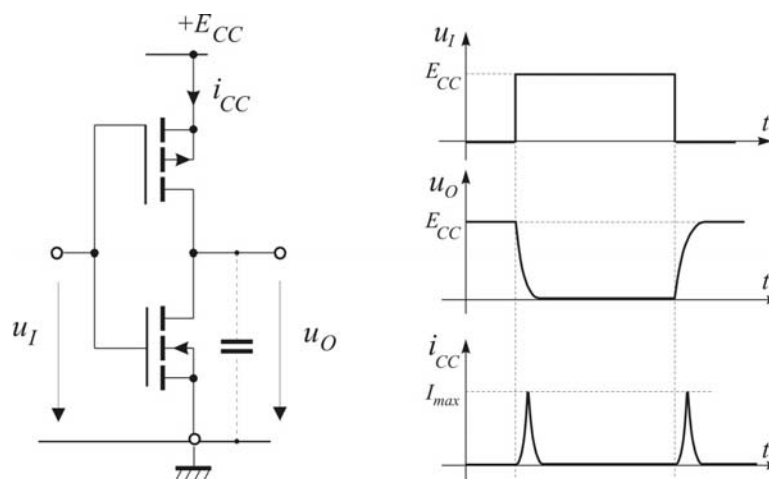 +E_CC
i_CC
u_I
u_O
u_I
E_CC
t
u_O
E_CC
t
i_CC
I_max
t